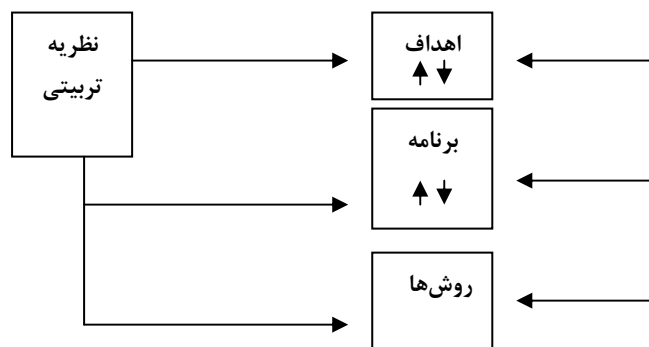 نظریه
تربیتی
اهداف
برنامه
روش‌ها